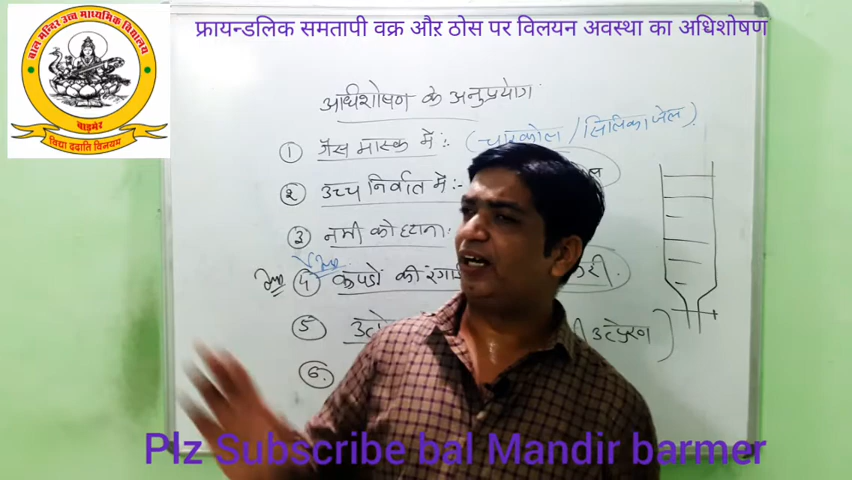 फ्रायन्डलिक समतापी वक्र और ठोस पर विलयन अवस्था का अधिशोषण
बाल मन्दिर उच्च माध्यमिक विद्यालय
बाड़मेर
विद्या ददाति विनयम्
अधिशोषण के अनुप्रयोग
① गैस मास्क में :- (चारकोल / सिलिका जेल)
② उच्च निर्वात में :-
③ नमी को हटाना
Imp ④ कपडो की
⑤ उत्प्रेरण)
⑥
Plz Subscribe bal Mandir barmer